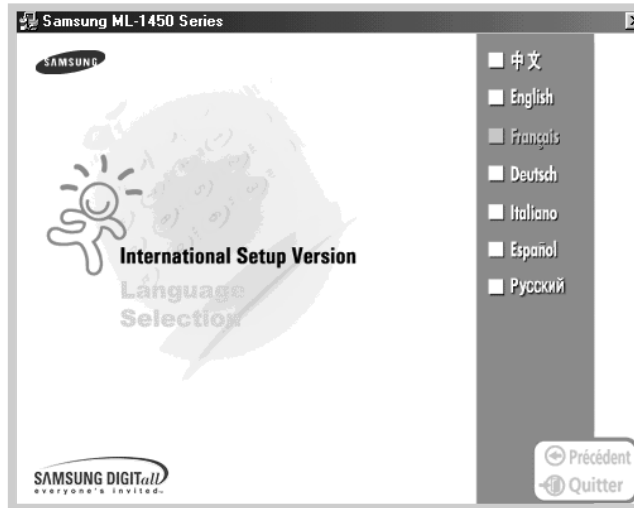 Samsung ML-1450 Series
SAMSUNG
中文
English
Français
Deutsch
Italiano
Español
Русский
International Setup Version
Language
Selection
SAMSUNG DIGITall
everyone's invited™
Précédent
Quitter